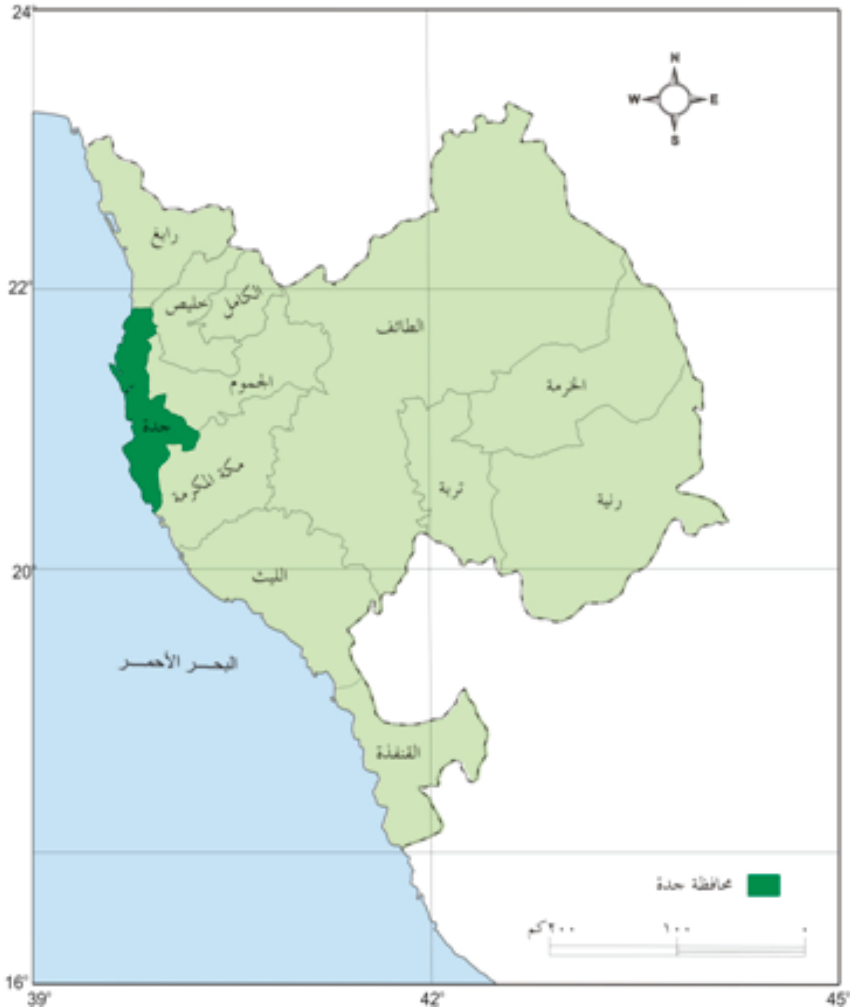 24°
N
W E
S
رابغ
22°
الكامل
خليص
الطائف
الجموم
الخرمة
جدة
مكة المكرمة
تربة
رنية
20°
الليث
البحر الأحمر
القنفذة
محافظة جدة
٢٠٠كم ١٠٠ ٠
16°
39° 42° 45°